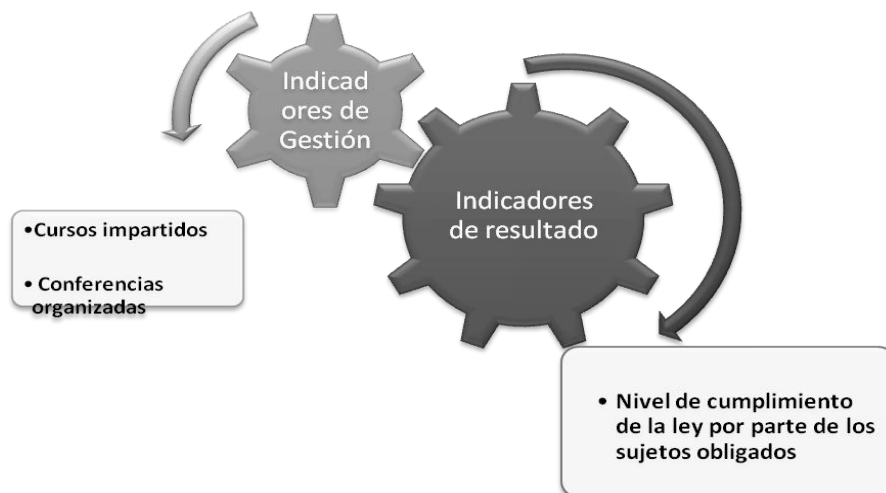 Indicad
ores de
Gestión
Indicadores
de resultado
•Cursos impartidos
• Conferencias
organizadas
• Nivel de cumplimiento
de la ley por parte de los
sujetos obligados